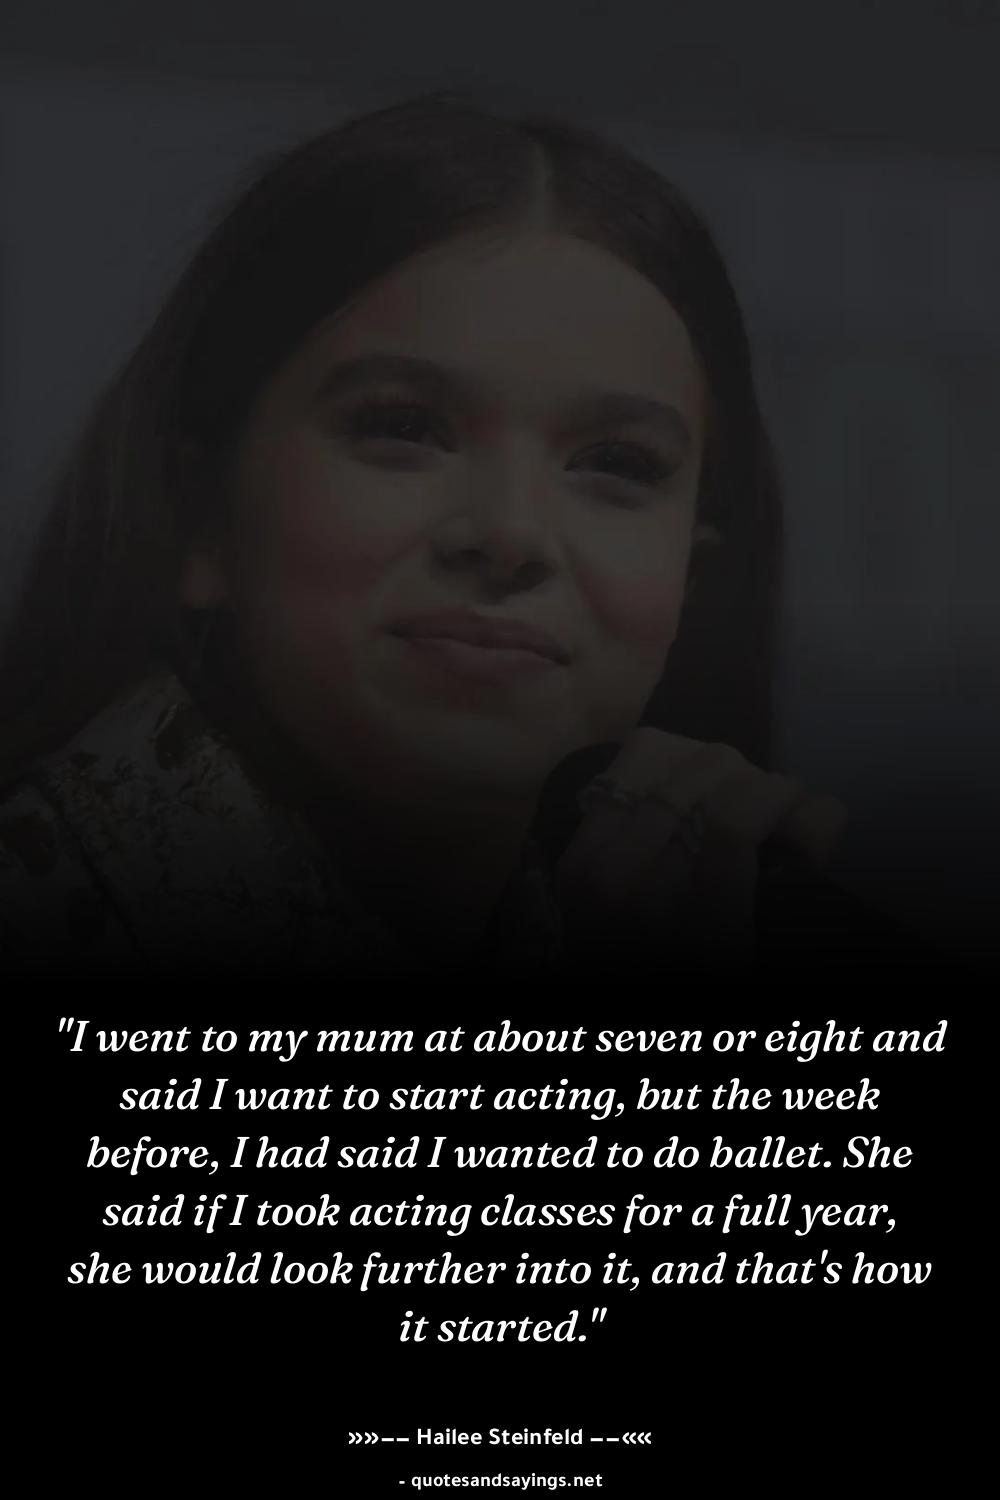 "I went to my mum at about seven or eight and
said I want to start acting, but the week
before, I had said I wanted to do ballet. She
said if I took acting classes for a full year,
she would look further into it, and that's how
it started."
»»–– Hailee Steinfeld ––««
- quotesandsayings.net